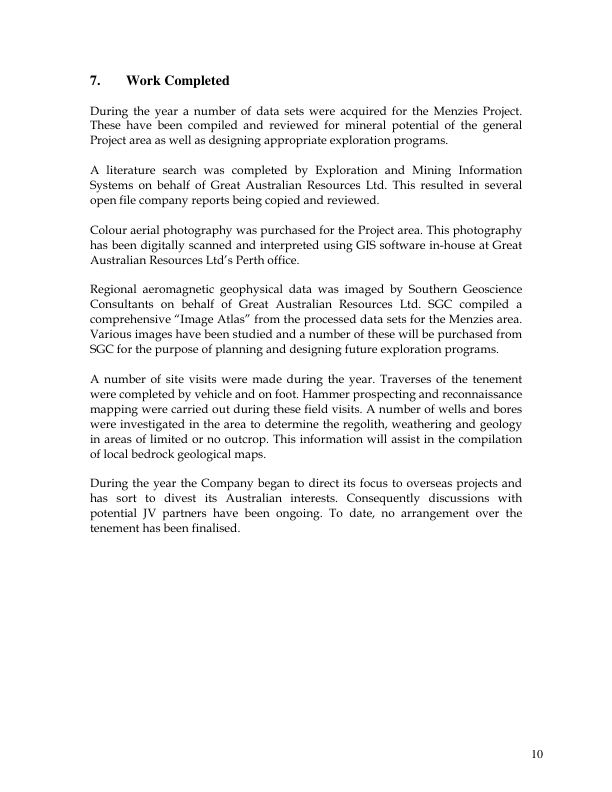 7. Work Completed
During the year a number of data sets were acquired for the Menzies Project.
These have been compiled and reviewed for mineral potential of the general
Project area as well as designing appropriate exploration programs.
A literature search was completed by Exploration and Mining Information
Systems on behalf of Great Australian Resources Ltd. This resulted in several
open file company reports being copied and reviewed.
Colour aerial photography was purchased for the Project area. This photography
has been digitally scanned and interpreted using GIS software in-house at Great
Australian Resources Ltd’s Perth office.
Regional aeromagnetic geophysical data was imaged by Southern Geoscience
Consultants on behalf of Great Australian Resources Ltd. SGC compiled a
comprehensive “Image Atlas” from the processed data sets for the Menzies area.
Various images have been studied and a number of these will be purchased from
SGC for the purpose of planning and designing future exploration programs.
A number of site visits were made during the year. Traverses of the tenement
were completed by vehicle and on foot. Hammer prospecting and reconnaissance
mapping were carried out during these field visits. A number of wells and bores
were investigated in the area to determine the regolith, weathering and geology
in areas of limited or no outcrop. This information will assist in the compilation
of local bedrock geological maps.
During the year the Company began to direct its focus to overseas projects and
has sort to divest its Australian interests. Consequently discussions with
potential JV partners have been ongoing. To date, no arrangement over the
tenement has been finalised.
10